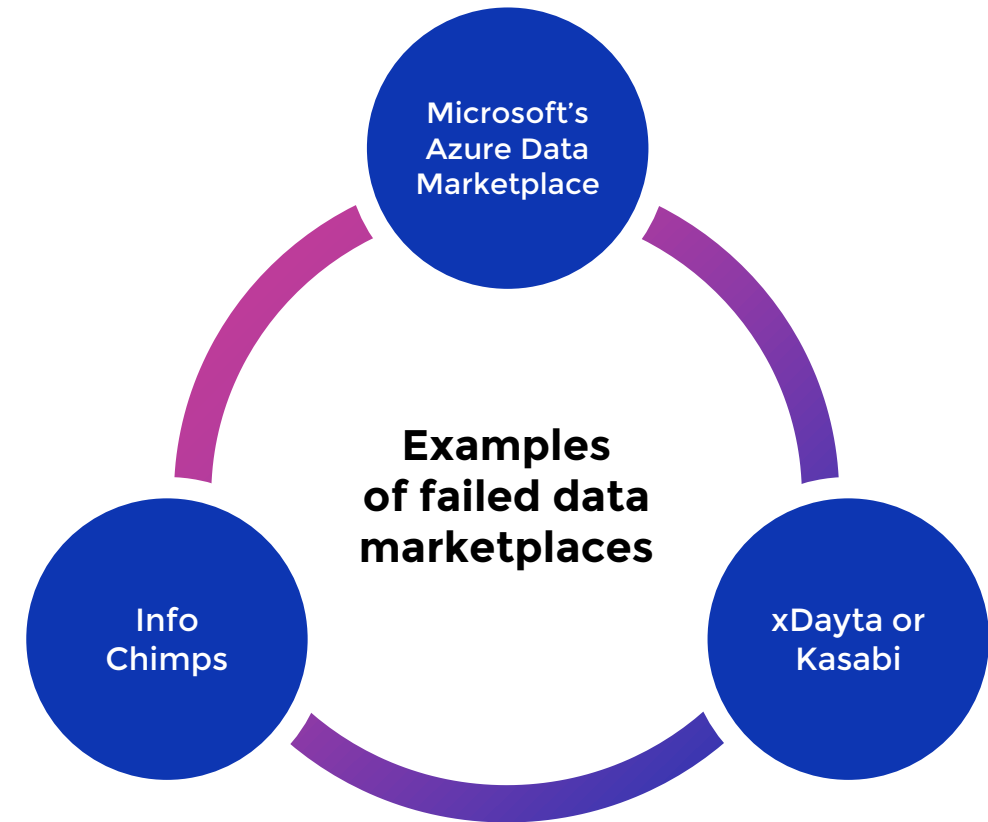 Microsoft’s
Azure Data
Marketplace
Examples
of failed data
marketplaces
Info
Chimps
xDayta or
Kasabi